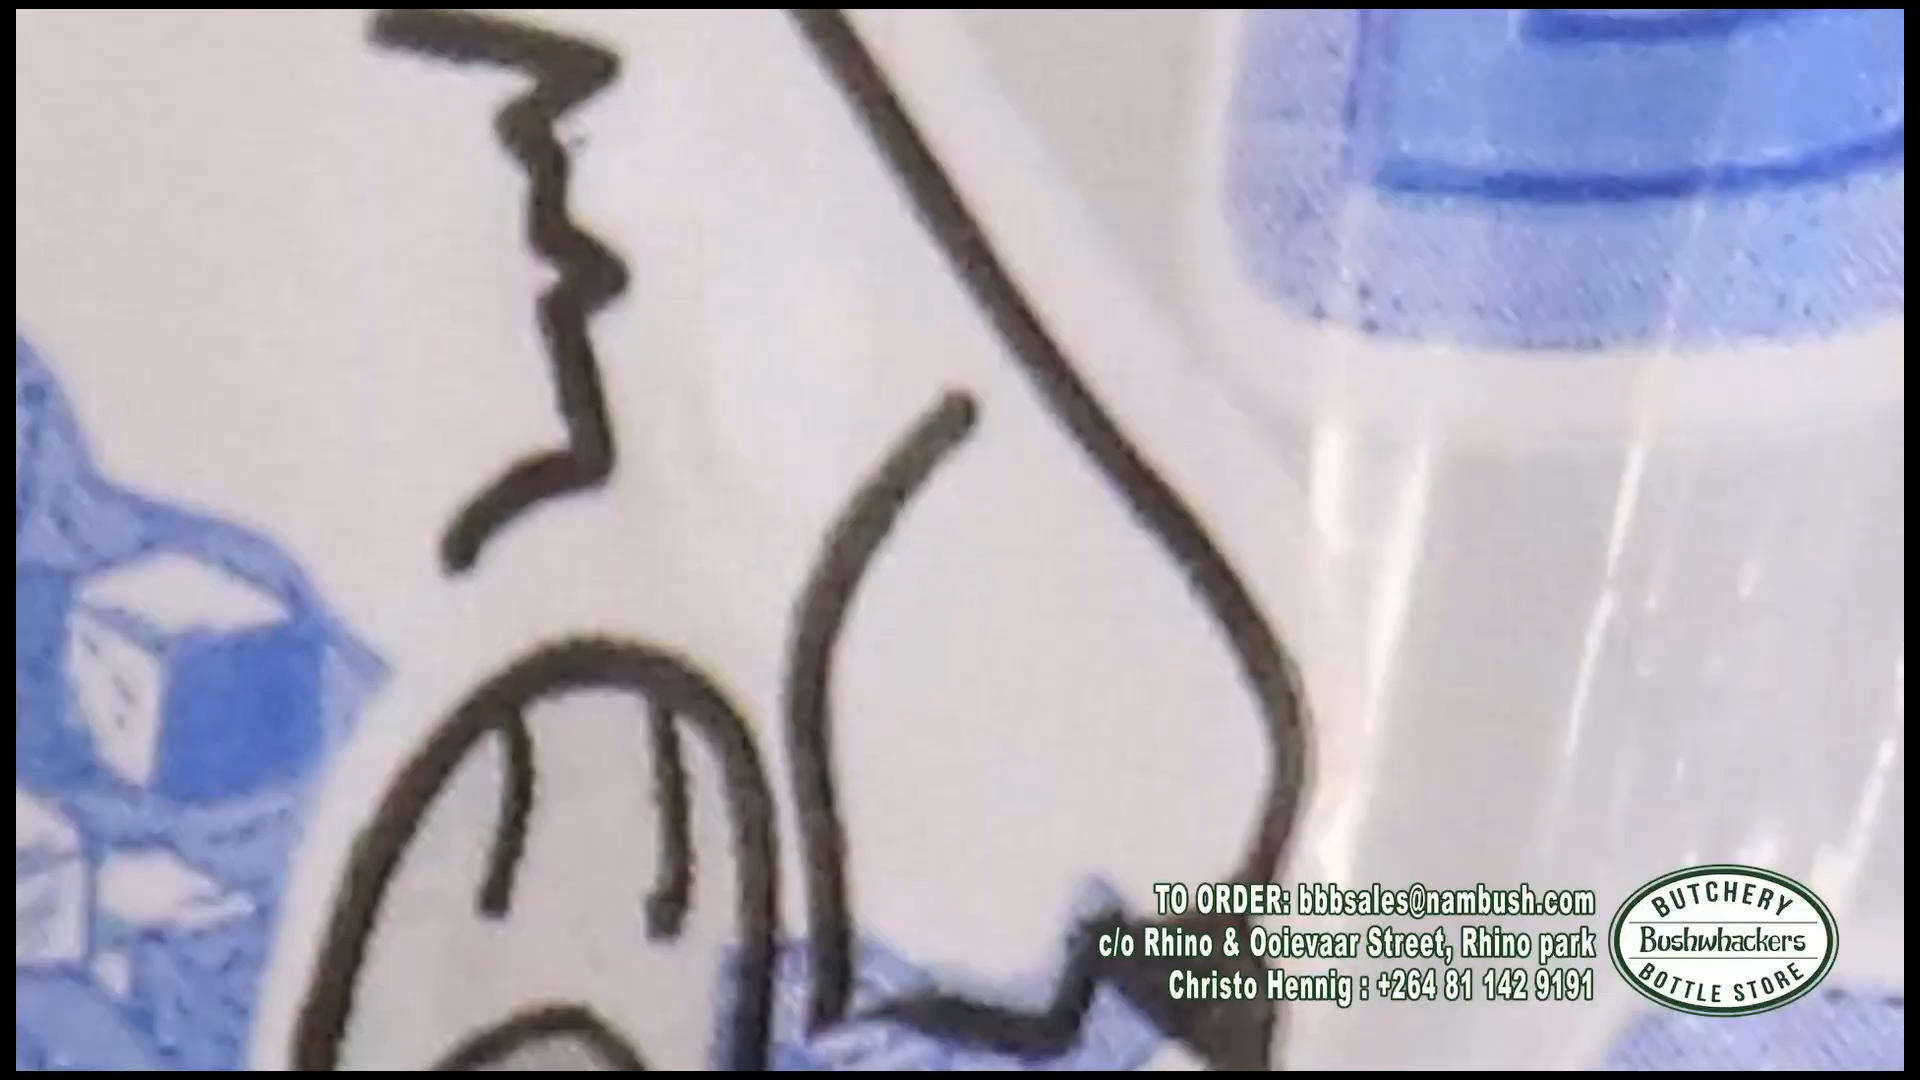 TO ORDER: bbbsales@nambush.com
c/o Rhino & Ooievaar Street, Rhino park
Christo Hennig : +264 81 142 9191
BUTCHERY
Bushwhackers
BOTTLE STORE